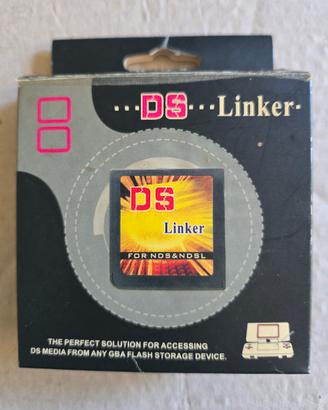 ...DS...Linker.
DS
Linker
FOR NDS&NDSL
THE PERFECT SOLUTION FOR ACCESSING
DS MEDIA FROM ANY GBA FLASH STORAGE DEVICE.